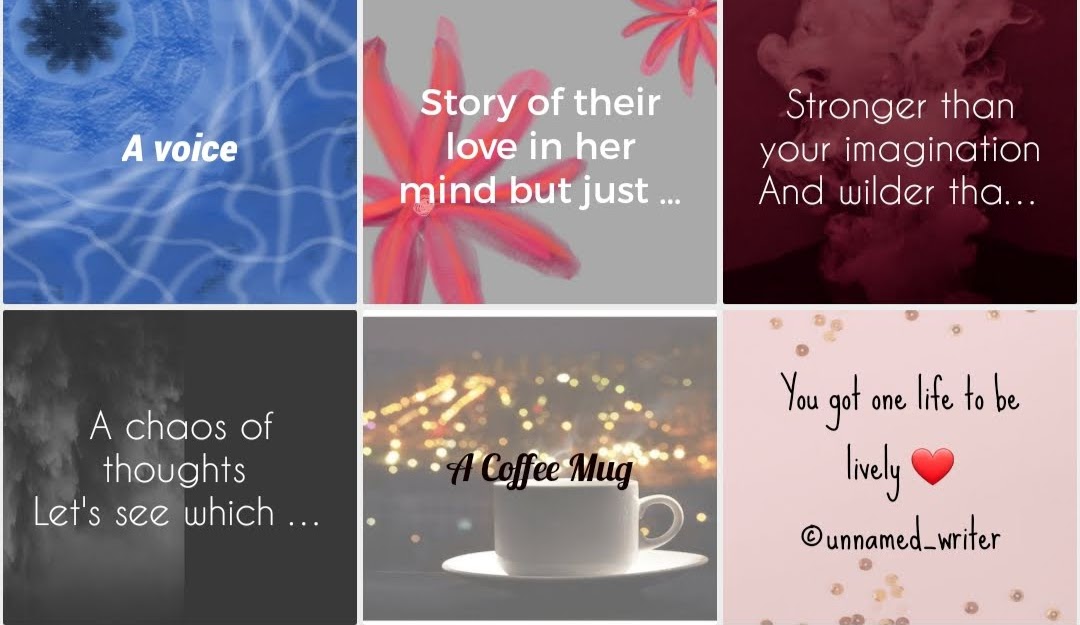 A voice
Story of their
love in her
mind but just ...
Stronger than
your imagination
And wilder tha...
A chaos of
thoughts
Let's see which ...
A Coffee Mug
You got one life to be
lively ❤️
©unnamed_writer